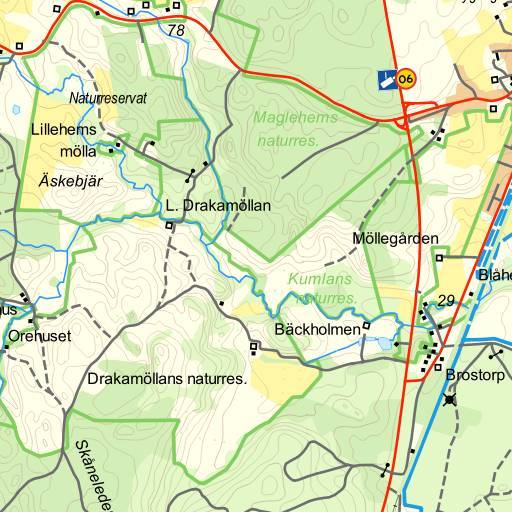 78
06
Naturreservat
Maglehems
naturres.
Lillehems
mölla
Äskebjär
L. Drakamöllan
Möllegården
Kumlans
naturres.
Blåhe
29
Bäckholmen
Orehuset
Drakamöllans naturres.
Brostorp
Skånelede